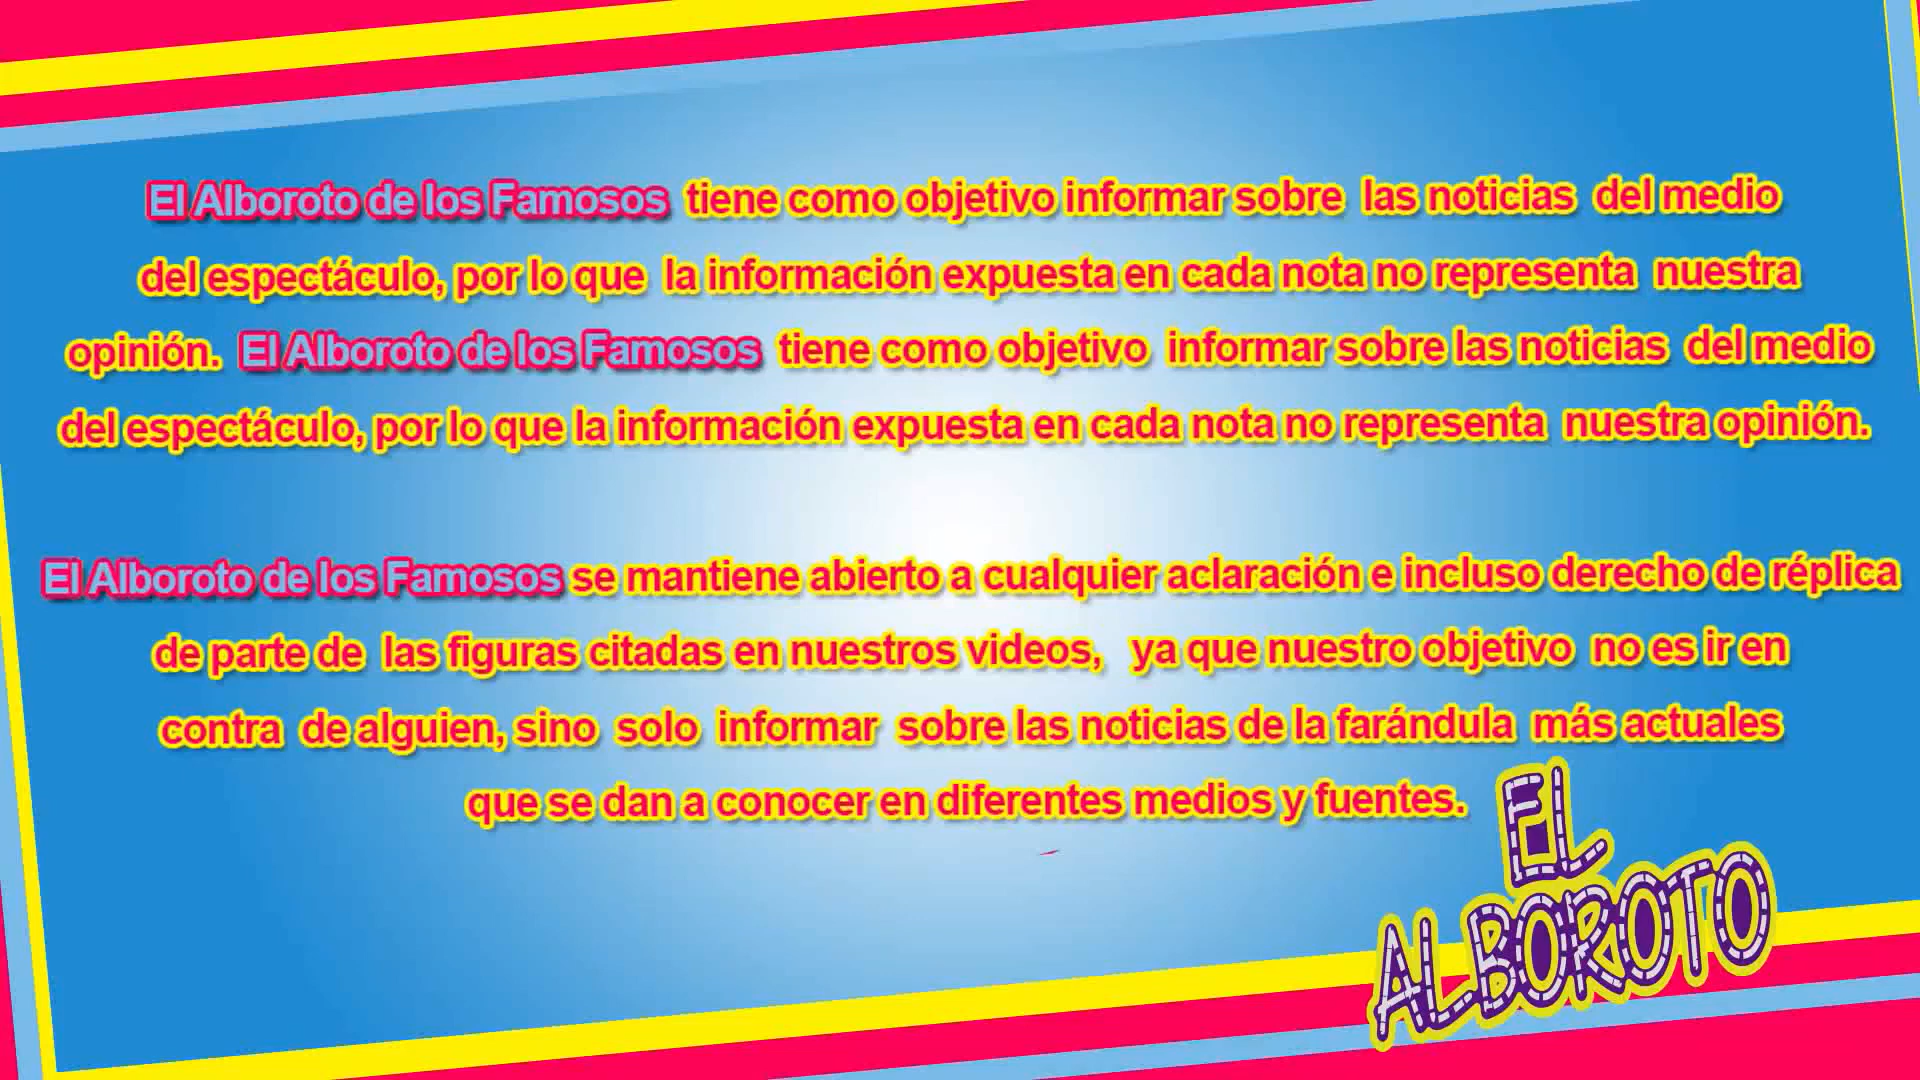 El Alboroto de los Famosos tiene como objetivo informar sobre las noticias del medio
del espectáculo, por lo que la información expuesta en cada nota no representa nuestra
opinión. El Alboroto de los Famosos tiene como objetivo informar sobre las noticias del medio
del espectáculo, por lo que la información expuesta en cada nota no representa nuestra opinión.
El Alboroto de los Famosos se mantiene abierto a cualquier aclaración e incluso derecho de réplica
de parte de las figuras citadas en nuestros videos, ya que nuestro objetivo no es ir en
contra de alguien, sino solo informar sobre las noticias de la farándula más actuales
que se dan a conocer en diferentes medios y fuentes.
EL
ALBOROTO